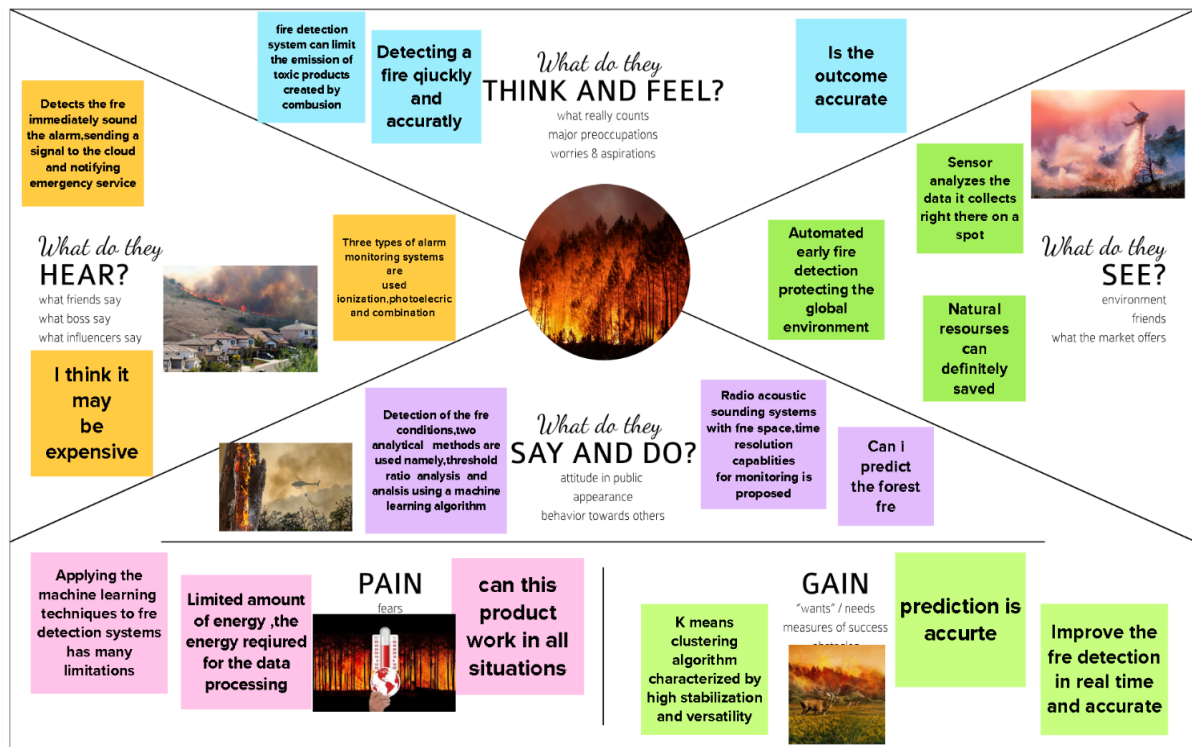 fire detection
system can limit
the emission of
toxic products
created by
combusion
Detecting a
fire qiuckly
and
accuratly
What do they
THINK AND FEEL?
what really counts
major preoccupations
worries & aspirations
Is the
outcome
accurate
Detects the fre
immediately sound
the alarm,sending a
signal to the cloud
and notifying
emergency service
What do they
HEAR?
what friends say
what boss say
what influencers say
Three types of alarm
monitoring systems
are
used
ionization,photoelecric
and combination
I think it
may
be
expensive
Sensor
analyzes the
data it collects
right there on a
spot
Automated
early fire
detection
protecting the
global
environment
What do they
SEE?
environment
friends
what the market offers
Natural
resourses
can
definitely
saved
Detection of the fre
conditions,two
analytical methods are
used namely,threshold
ratio analysis and
analsis using a machine
learning algorithm
What do they
SAY AND DO?
attitude in public
appearance
behavior towards others
Radio acoustic
sounding systems
with fne space,time
resolution
capablities
for monitoring is
proposed
Can i
predict
the forest
fre
Applying the
machine learning
techniques to fre
detection systems
has many
limitations
Limited amount
of energy ,the
energy reqiured
for the data
processing
PAIN
fears
can this
product
work in all
situations
GAIN
"wants" / needs
measures of success
K means
clustering
algorithm
characterized by
high stabilization
and versatility
prediction is
accurte
Improve the
fre detection
in real time
and accurate